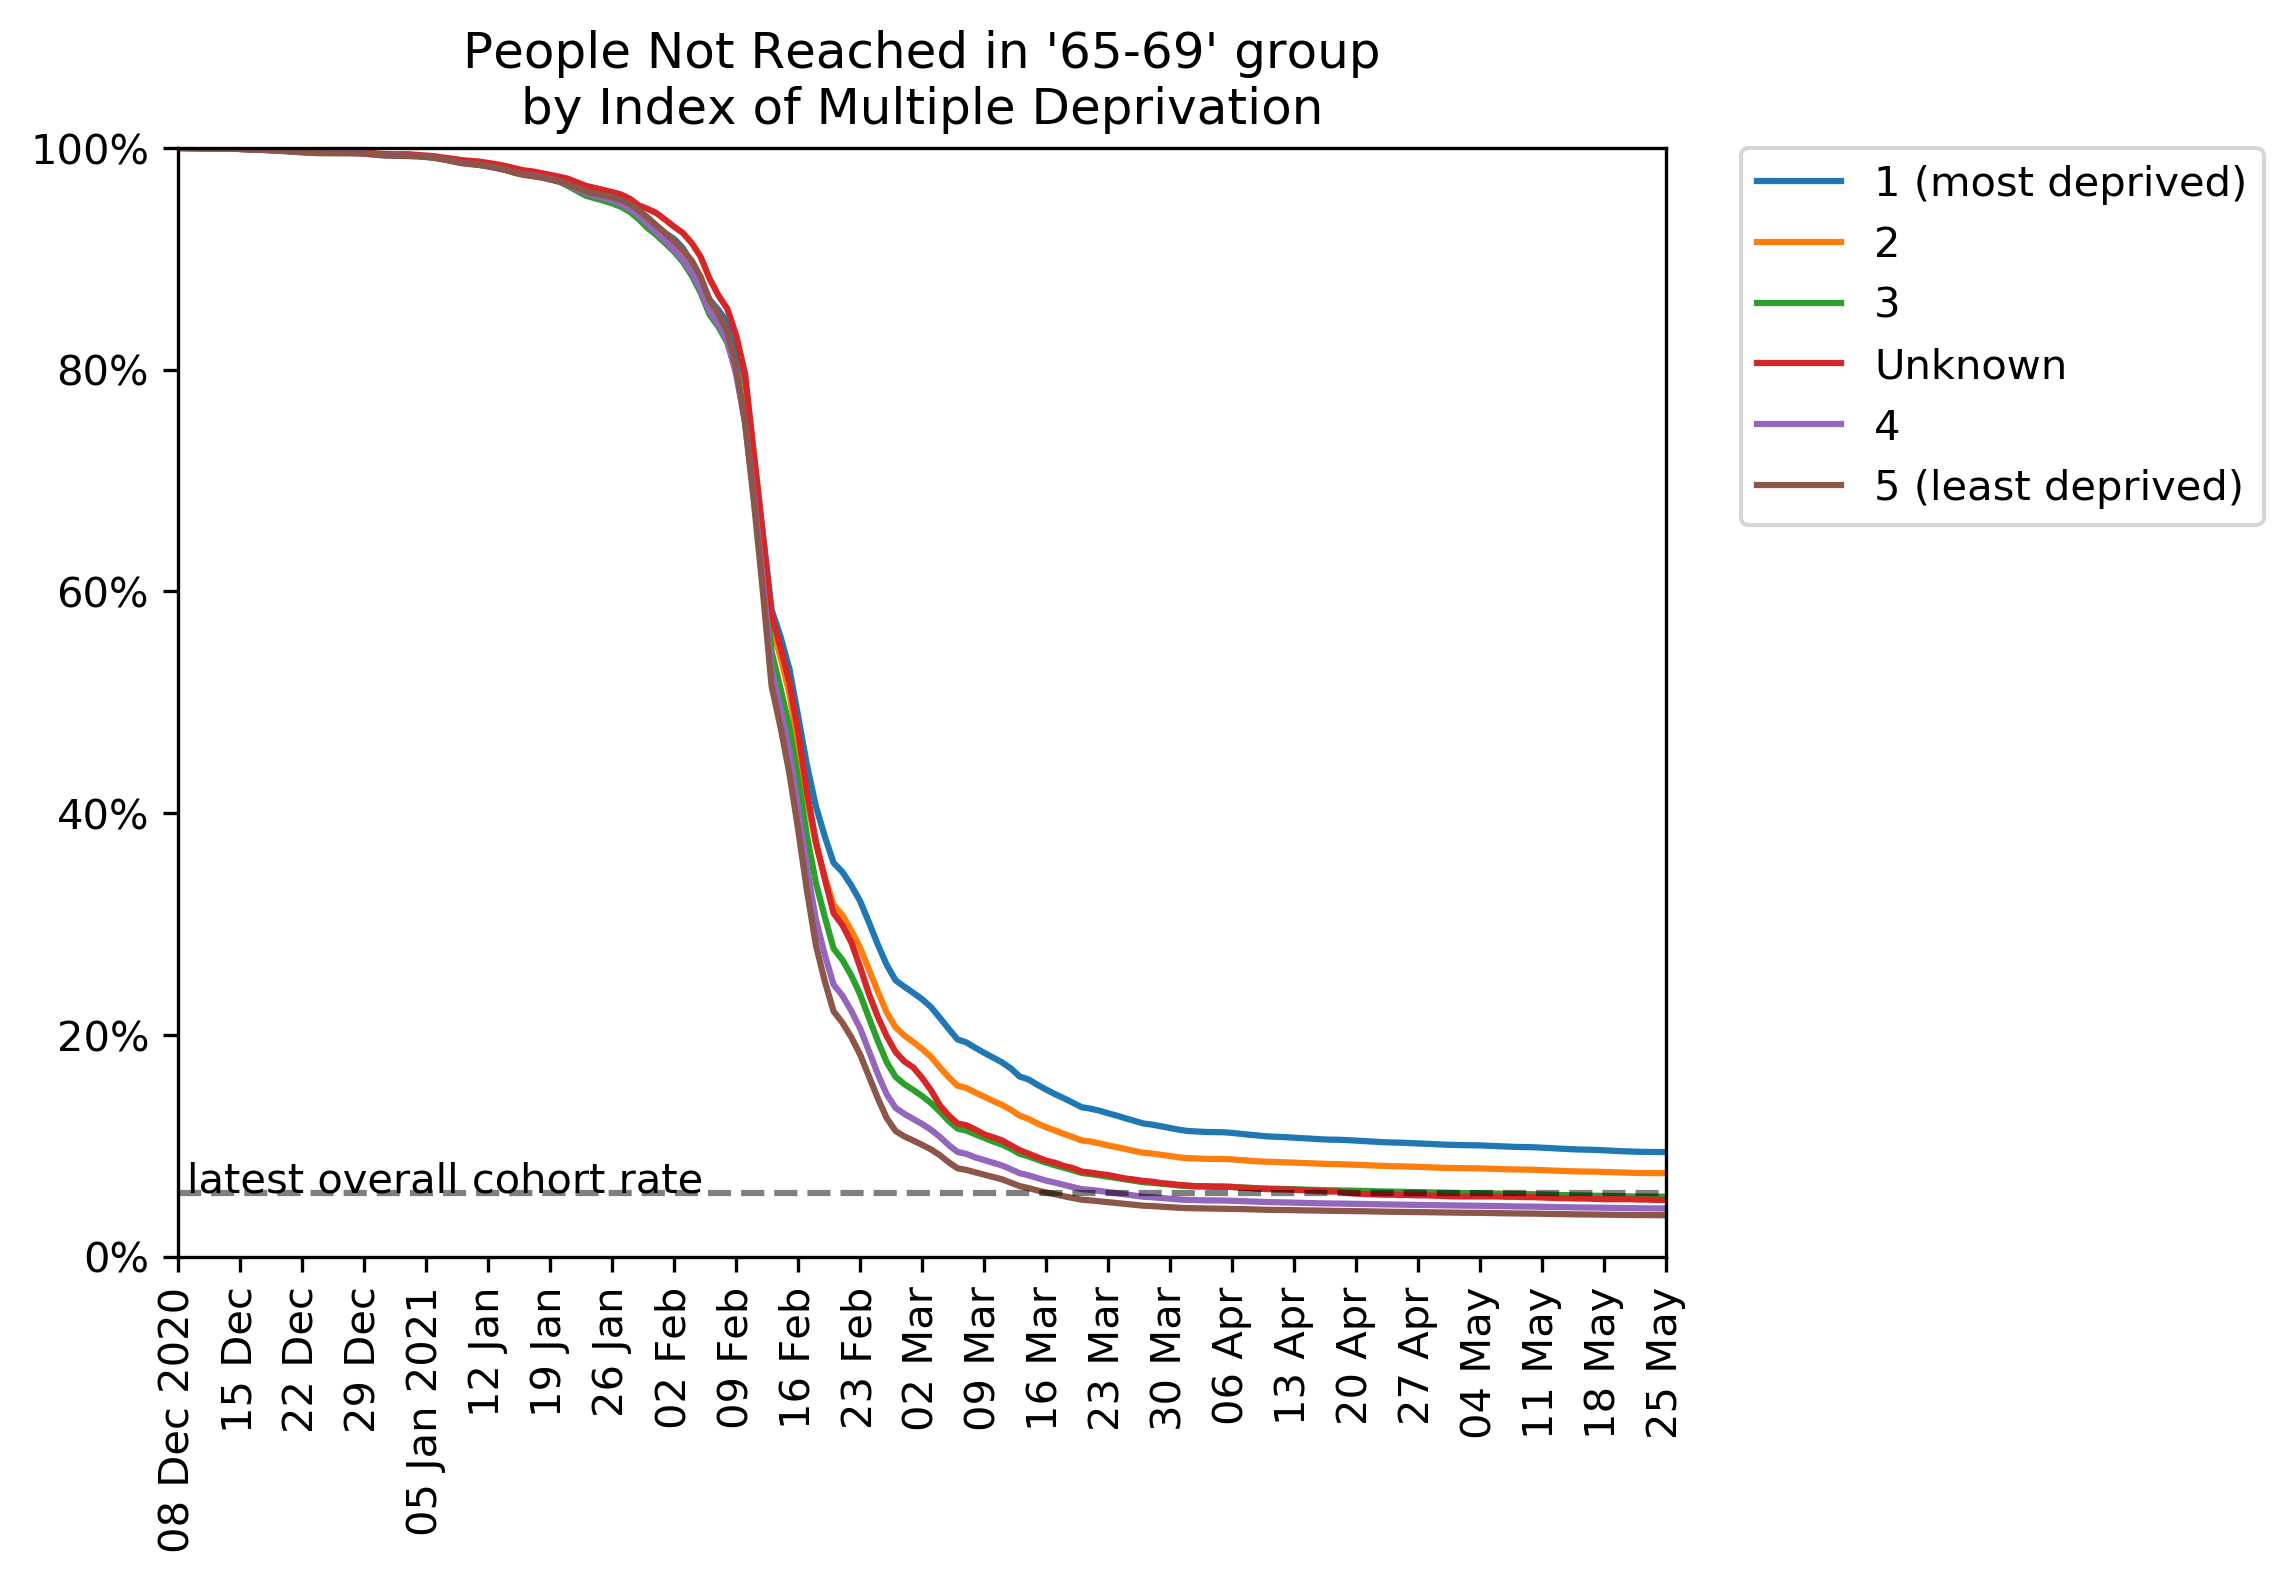 People Not Reached in '65-69' group
by Index of Multiple Deprivation
100%
80%
60%
40%
20%
0%
latest overall cohort rate
08 Dec 2020
15 Dec
22 Dec
29 Dec
05 Jan 2021
12 Jan
19 Jan
26 Jan
02 Feb
09 Feb
16 Feb
23 Feb
02 Mar
09 Mar
16 Mar
23 Mar
30 Mar
06 Apr
13 Apr
20 Apr
27 Apr
04 May
11 May
18 May
25 May
1 (most deprived)
2
3
Unknown
4
5 (least deprived)